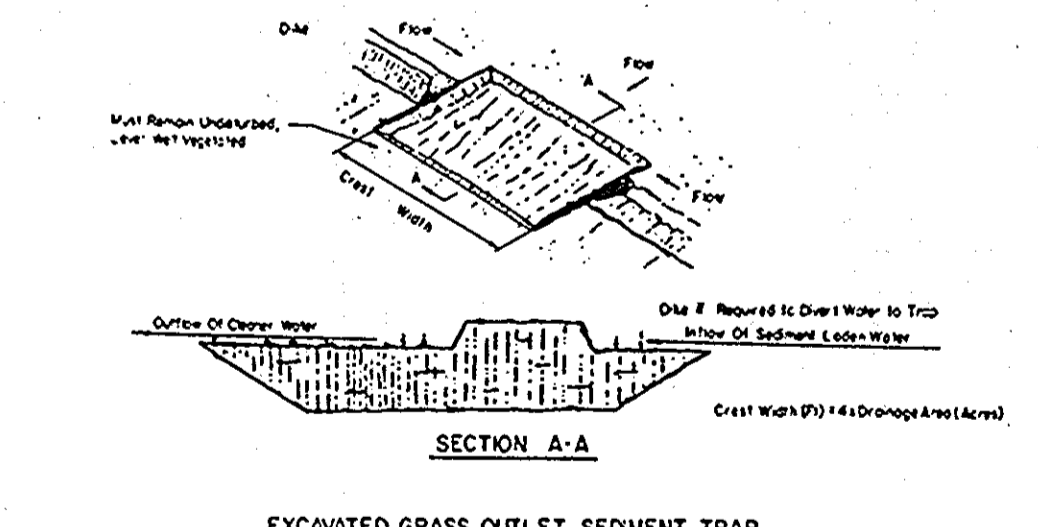 Dike
Flow
Flow
A
Must Remain Undisturbed,
Level Well Vegetated
A
Crest Width
Flow
Outflow Of Cleaner Water
Dike If Required To Divert Water To Trap
Inflow Of Sediment Laden Water
Crest Width (Ft) = 4 x Drainage Area (Acres)
SECTION A-A
EXCAVATED GRASS OUTLET SEDIMENT TRAP